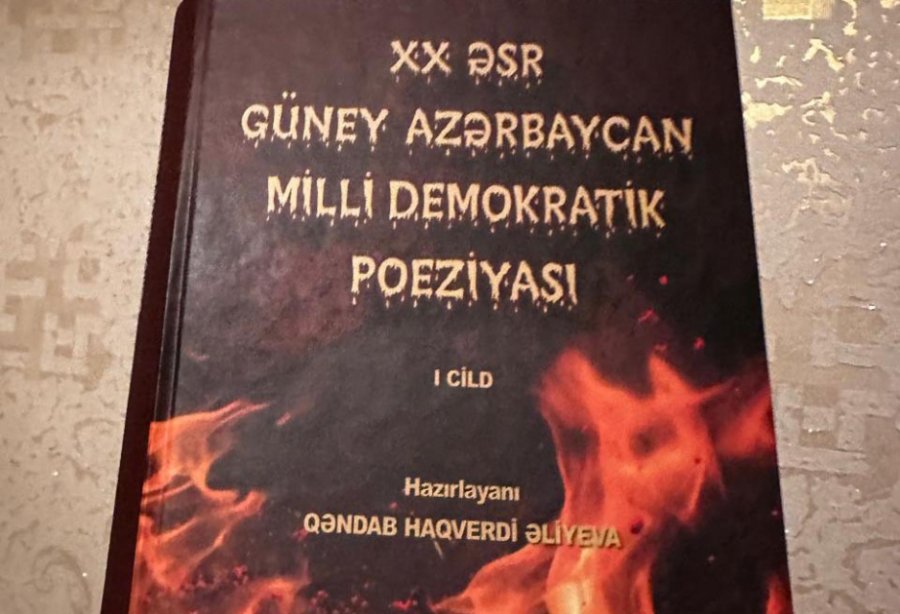 XX ƏSR
GÜNEY AZƏRBAYCAN
MİLLİ DEMOKRATİK
POEZİYASI
I CİLD
Hazırlayanı
QƏNDAB HAQVERDİ ƏLİYEVA